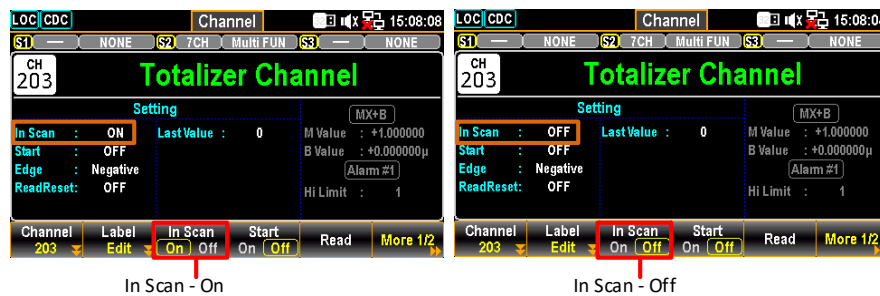 LOC CDC Channel 15:08:08
S1 — NONE S2 7CH Multi FUN S3 — NONE
CH
203
Totalizer Channel
Setting
MX+B
In Scan : ON Last Value : 0 M Value : +1.000000
Start : OFF B Value : +0.000000µ
Edge : Negative Alarm #1
ReadReset: OFF Hi Limit : 1
Channel Label In Scan Start Read More 1/2
203 Edit On Off On Off
In Scan - On
LOC CDC Channel 15:08:04
S1 — NONE S2 7CH Multi FUN S3 — NONE
CH
203
Totalizer Channel
Setting
MX+B
In Scan : OFF Last Value : 0 M Value : +1.000000
Start : OFF B Value : +0.000000µ
Edge : Negative Alarm #1
ReadReset: OFF Hi Limit : 1
Channel Label In Scan Start Read More 1/2
203 Edit On Off On Off
In Scan - Off